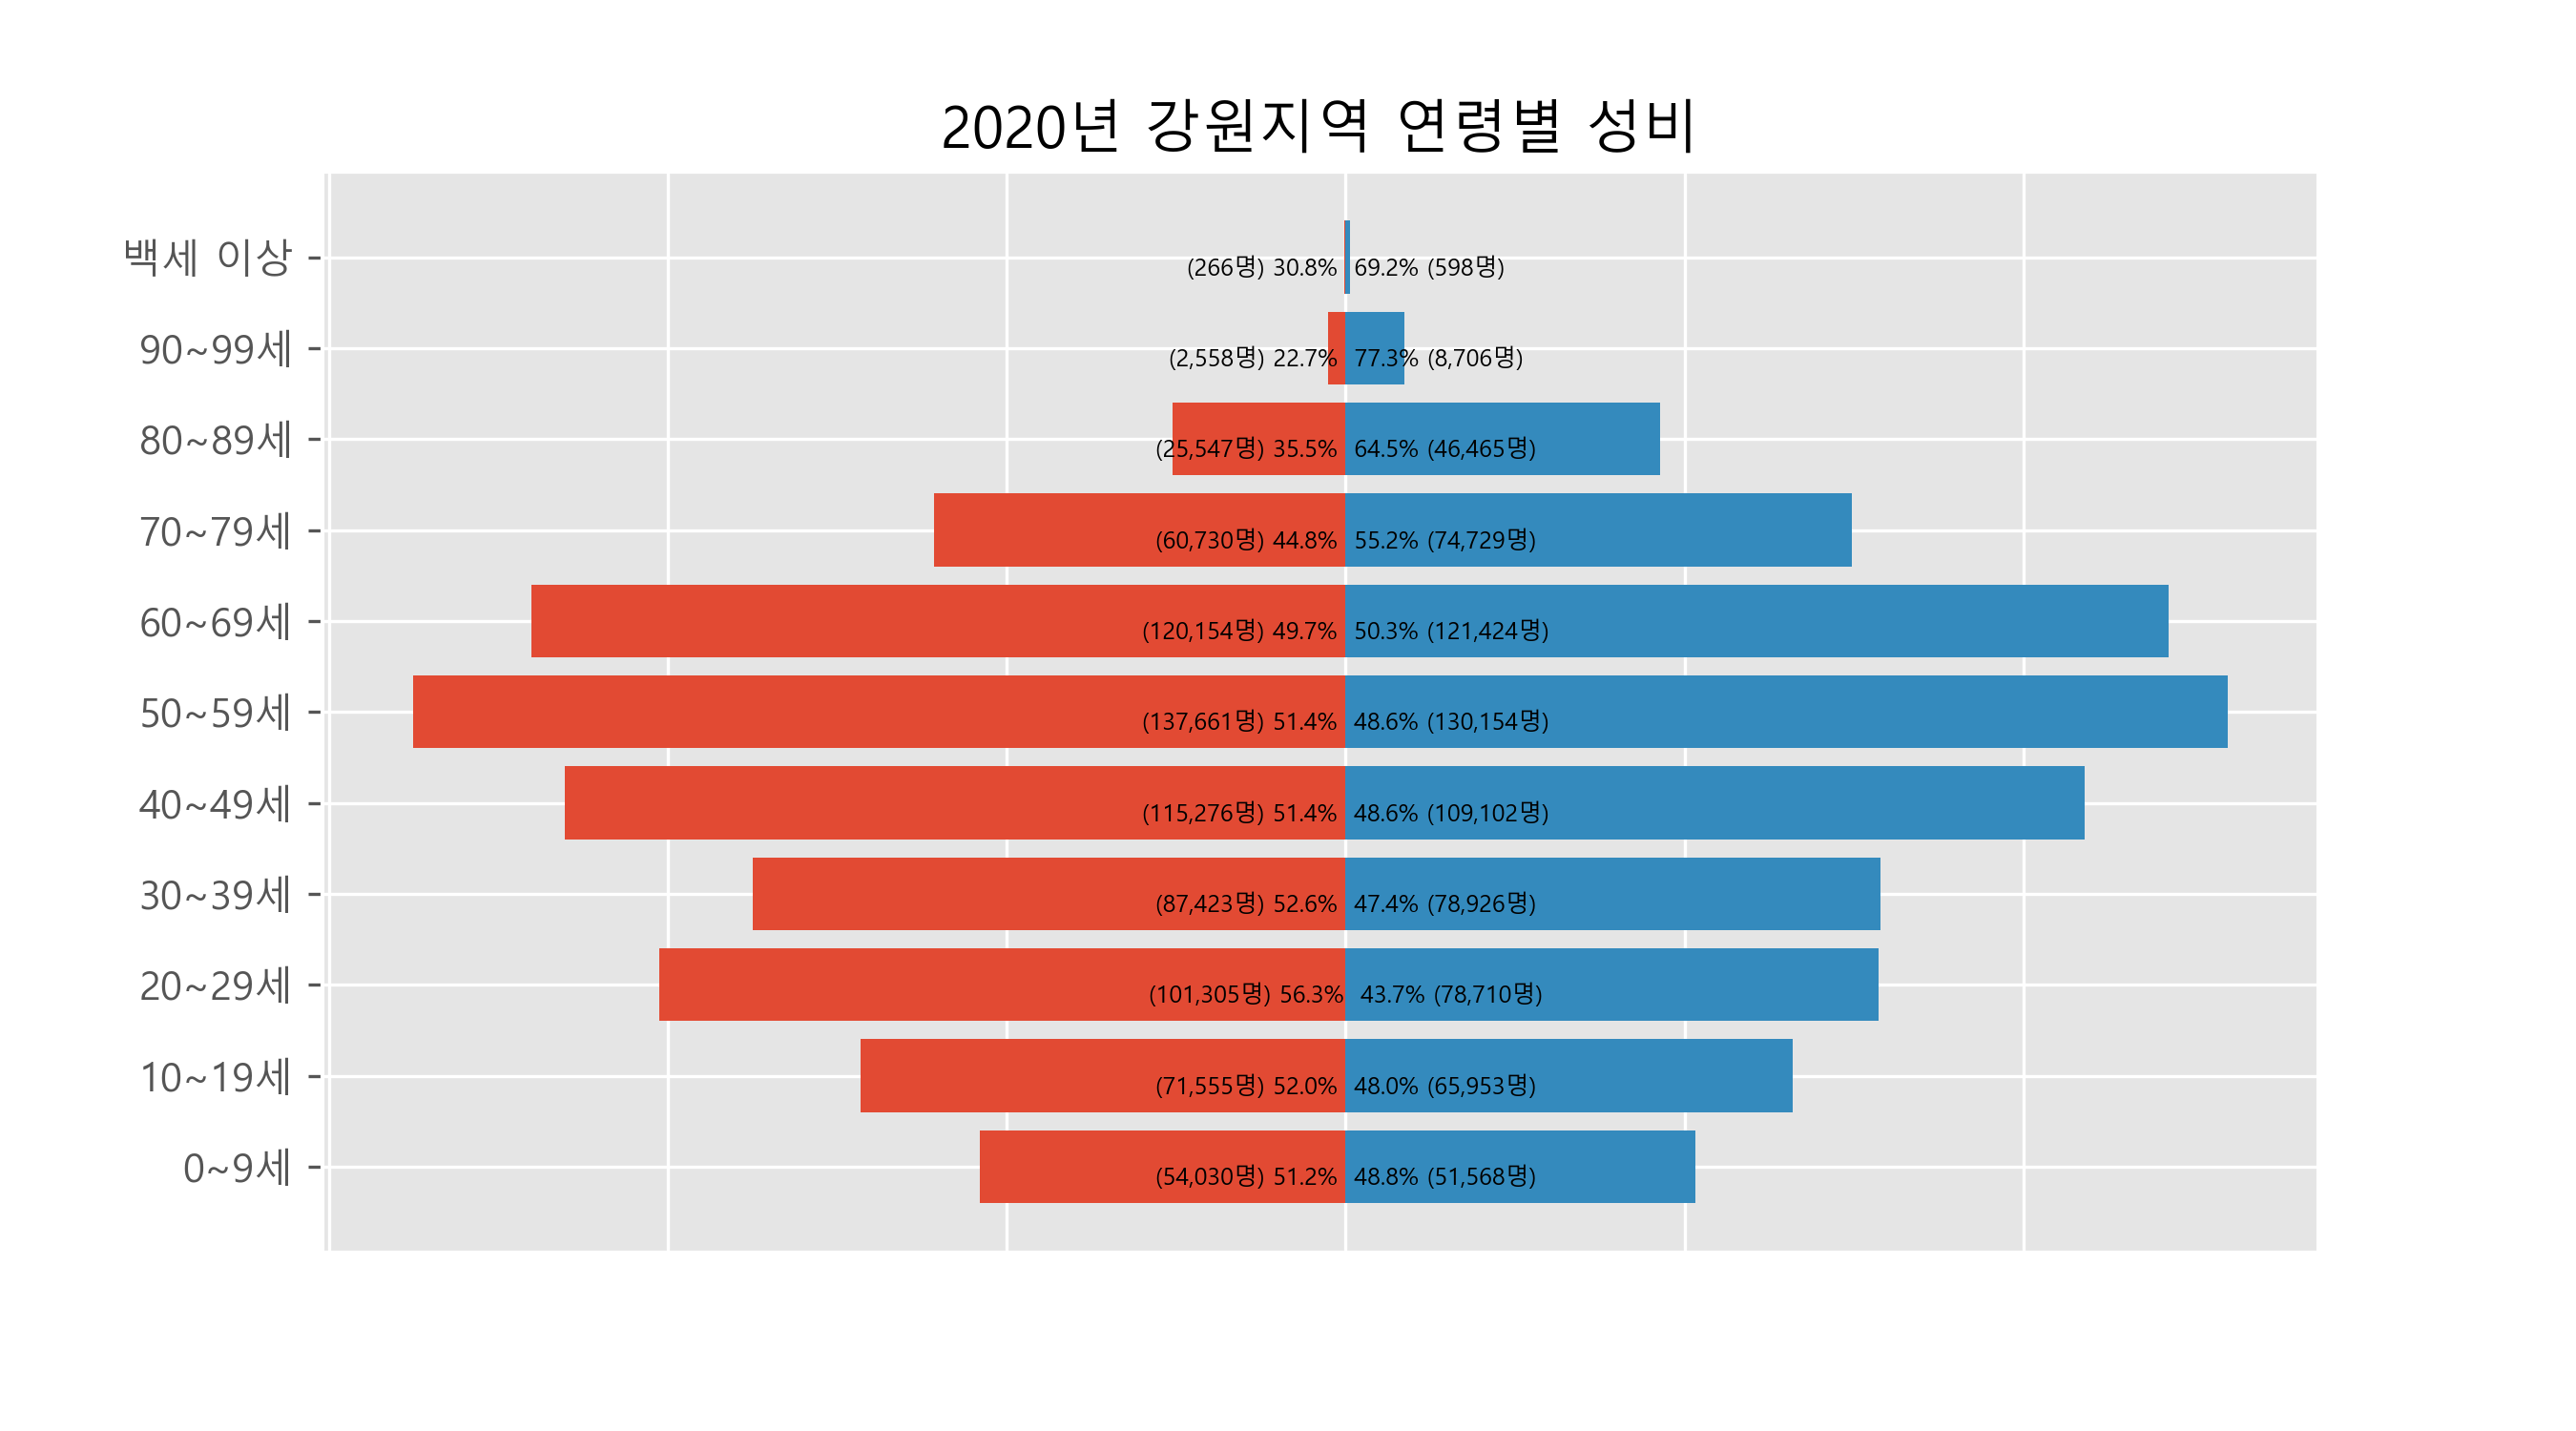 2020년 강원지역 연령별 성비
백세 이상 (266명) 30.8% 69.2% (598명)
90~99세 (2,558명) 22.7% 77.3% (8,706명)
80~89세 (25,547명) 35.5% 64.5% (46,465명)
70~79세 (60,730명) 44.8% 55.2% (74,729명)
60~69세 (120,154명) 49.7% 50.3% (121,424명)
50~59세 (137,661명) 51.4% 48.6% (130,154명)
40~49세 (115,276명) 51.4% 48.6% (109,102명)
30~39세 (87,423명) 52.6% 47.4% (78,926명)
20~29세 (101,305명) 56.3% 43.7% (78,710명)
10~19세 (71,555명) 52.0% 48.0% (65,953명)
0~9세 (54,030명) 51.2% 48.8% (51,568명)